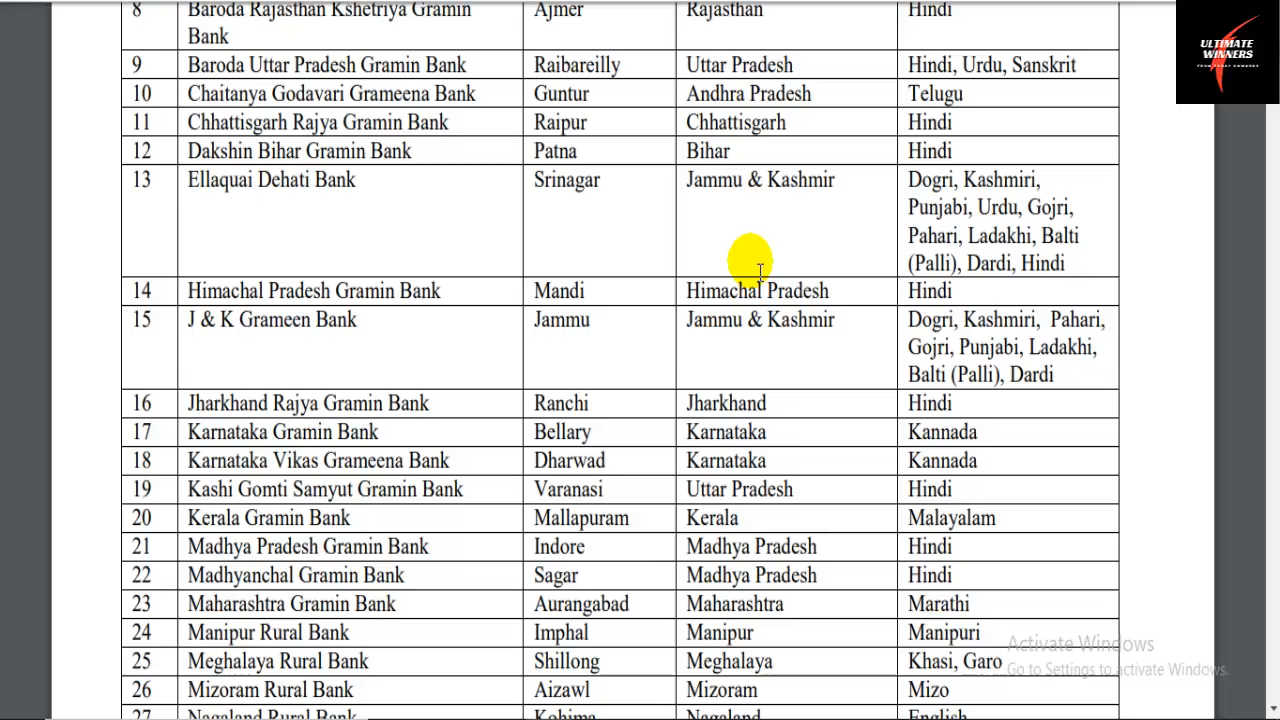 8 Baroda Rajasthan Kshetriya Gramin Ajmer Rajasthan Hindi
Bank
9 Baroda Uttar Pradesh Gramin Bank Raibareilly Uttar Pradesh Hindi, Urdu, Sanskrit
10 Chaitanya Godavari Grameena Bank Guntur Andhra Pradesh Telugu
11 Chhattisgarh Rajya Gramin Bank Raipur Chhattisgarh Hindi
12 Dakshin Bihar Gramin Bank Patna Bihar Hindi
13 Ellaquai Dehati Bank Srinagar Jammu & Kashmir Dogri, Kashmiri,
Punjabi, Urdu, Gojri,
Pahari, Ladakhi, Balti
(Palli), Dardi, Hindi
14 Himachal Pradesh Gramin Bank Mandi Himachal Pradesh Hindi
15 J & K Grameen Bank Jammu Jammu & Kashmir Dogri, Kashmiri, Pahari,
Gojri, Punjabi, Ladakhi,
Balti (Palli), Dardi
16 Jharkhand Rajya Gramin Bank Ranchi Jharkhand Hindi
17 Karnataka Gramin Bank Bellary Karnataka Kannada
18 Karnataka Vikas Grameena Bank Dharwad Karnataka Kannada
19 Kashi Gomti Samyut Gramin Bank Varanasi Uttar Pradesh Hindi
20 Kerala Gramin Bank Mallapuram Kerala Malayalam
21 Madhya Pradesh Gramin Bank Indore Madhya Pradesh Hindi
22 Madhyanchal Gramin Bank Sagar Madhya Pradesh Hindi
23 Maharashtra Gramin Bank Aurangabad Maharashtra Marathi
24 Manipur Rural Bank Imphal Manipur Manipuri
25 Meghalaya Rural Bank Shillong Meghalaya Khasi, Garo
26 Mizoram Rural Bank Aizawl Mizoram Mizo
27 Nagaland Rural Bank Kohima Nagaland English
ULTIMATE
WINNERS
Activate Windows
Go to Settings to activate Windows.